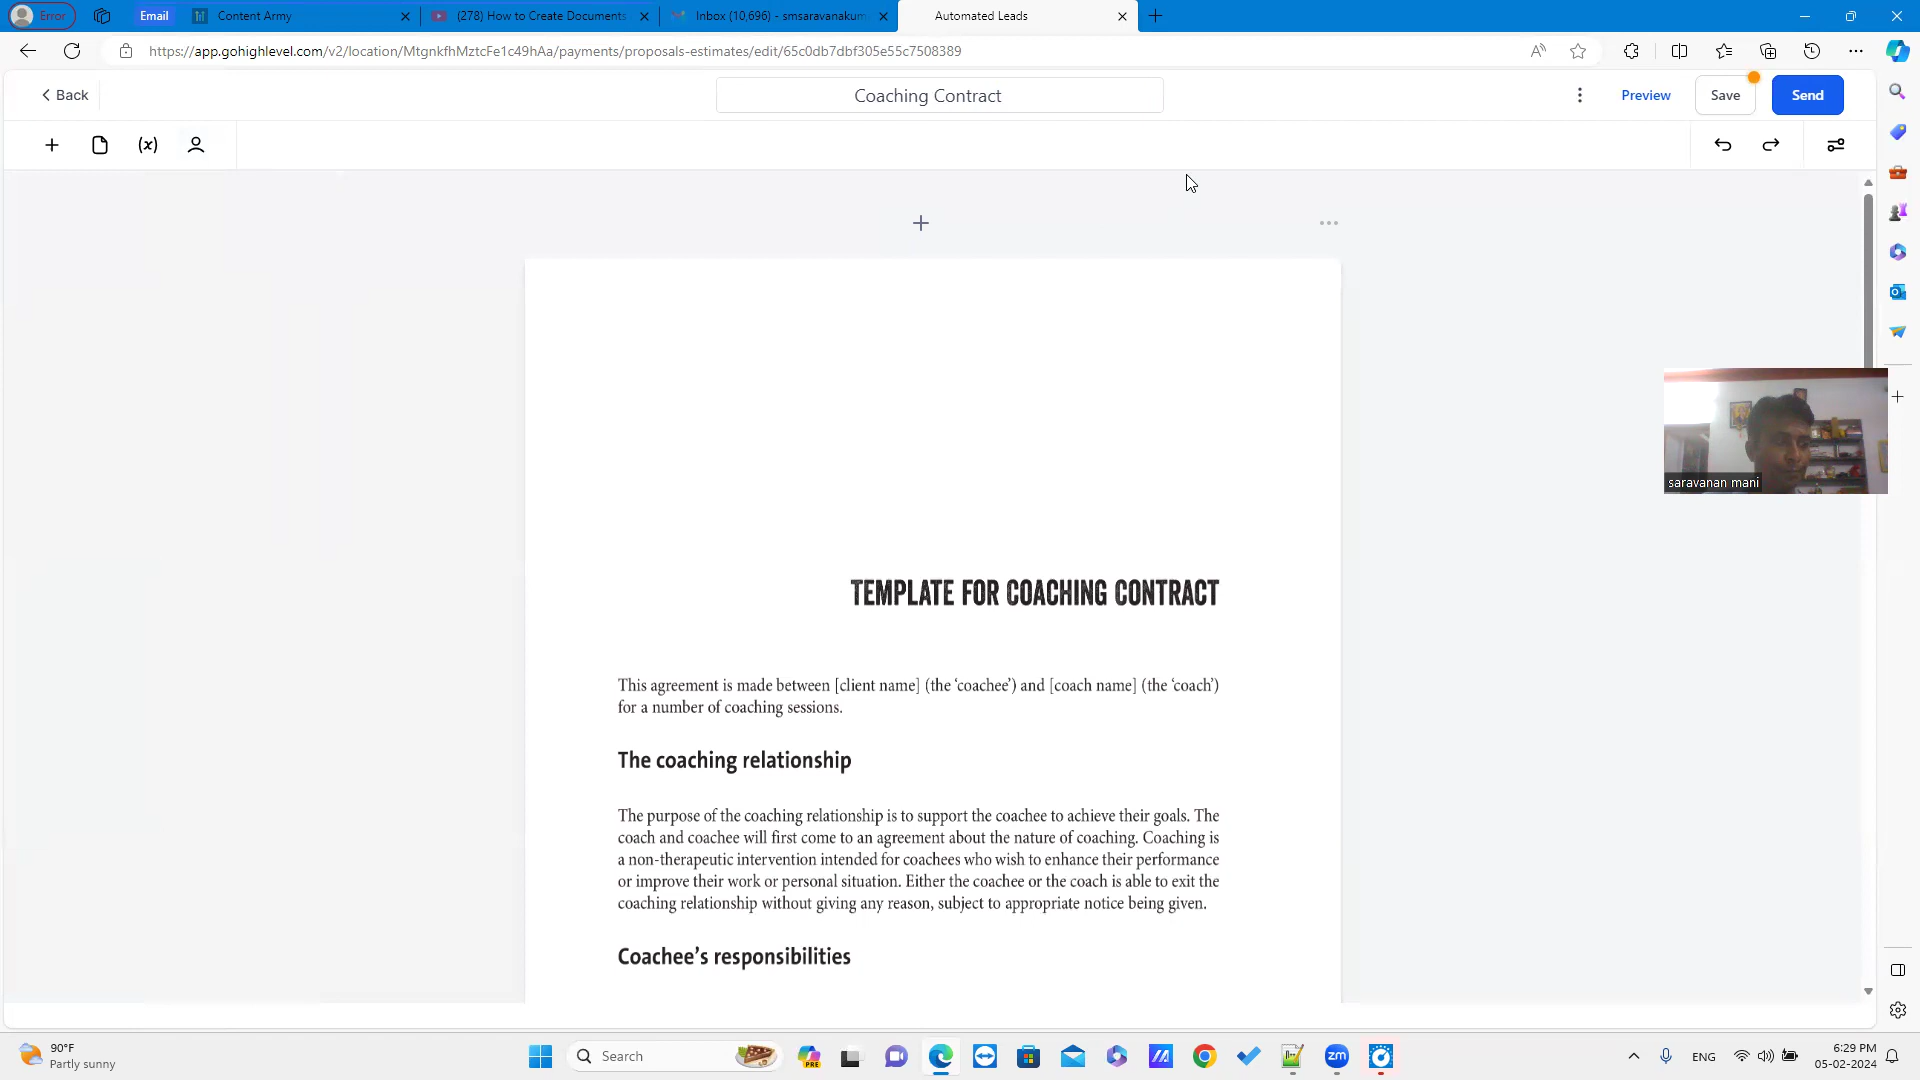 Error
Email
Content Army
(278) How to Create Documents
Inbox (10,696) - smsaravanakum
Automated Leads
https://app.gohighlevel.com/v2/location/MtgnkfhMztcFe1c49hAa/payments/proposals-estimates/edit/65c0db7dbf305e55c7508389
Back
Coaching Contract
Preview
Save
Send
(x)
TEMPLATE FOR COACHING CONTRACT
This agreement is made between [client name] (the ‘coachee’) and [coach name] (the ‘coach’)
for a number of coaching sessions.
The coaching relationship
The purpose of the coaching relationship is to support the coachee to achieve their goals. The
coach and coachee will first come to an agreement about the nature of coaching. Coaching is
a non-therapeutic intervention intended for coachees who wish to enhance their performance
or improve their work or personal situation. Either the coachee or the coach is able to exit the
coaching relationship without giving any reason, subject to appropriate notice being given.
Coachee’s responsibilities
saravanan mani
90°F
Partly sunny
Search
PRE
zm
ENG
6:29 PM
05-02-2024